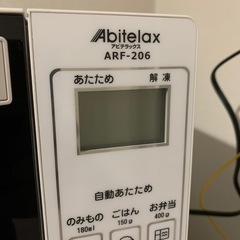 Abitelax
アビテラックス
ARF-206
あたため 解凍
自動あたため
のみもの ごはん お弁当
180㎖ 150g 400g